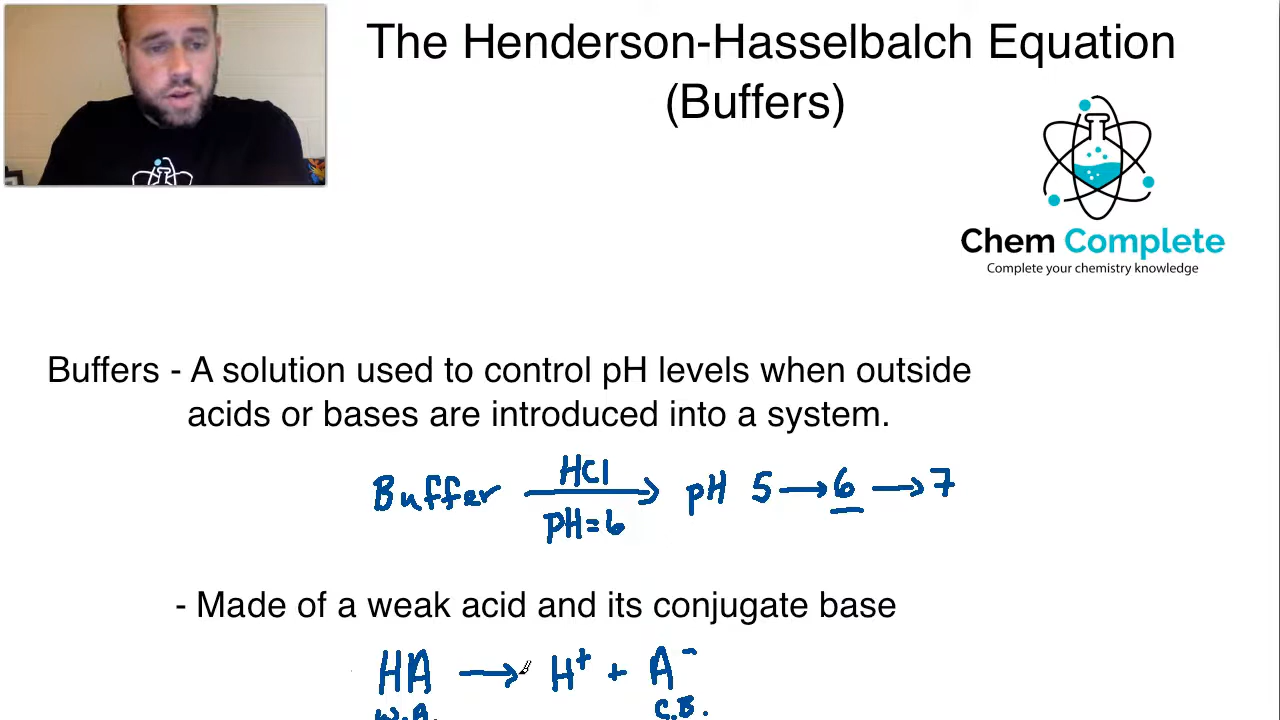 The Henderson-Hasselbalch Equation
(Buffers)
Chem Complete
Complete your chemistry knowledge
Buffers - A solution used to control pH levels when outside
acids or bases are introduced into a system.
Buffer HCl pH=6 → pH 5 → 6 → 7
- Made of a weak acid and its conjugate base
HA → H⁺ + A⁻
W.A. C.B.